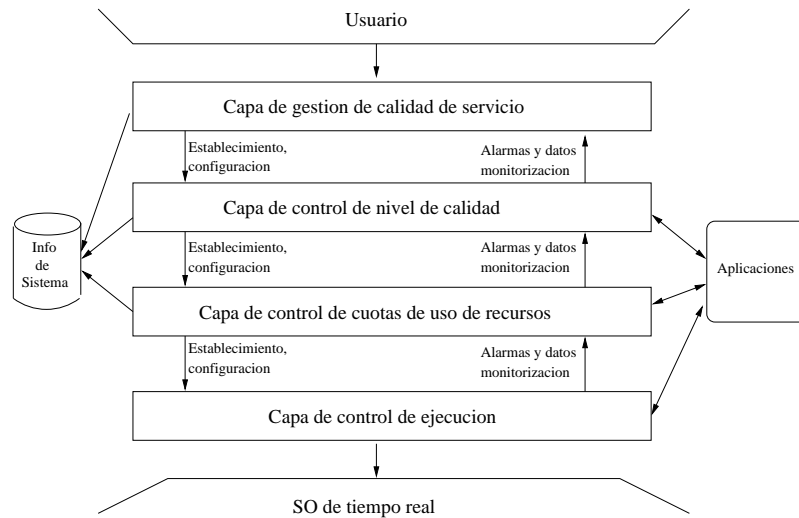 Usuario
Capa de gestion de calidad de servicio
Establecimiento,
configuracion
Alarmas y datos
monitorizacion
Capa de control de nivel de calidad
Info
de
Sistema
Establecimiento,
configuracion
Alarmas y datos
monitorizacion
Aplicaciones
Capa de control de cuotas de uso de recursos
Establecimiento,
configuracion
Alarmas y datos
monitorizacion
Capa de control de ejecucion
SO de tiempo real